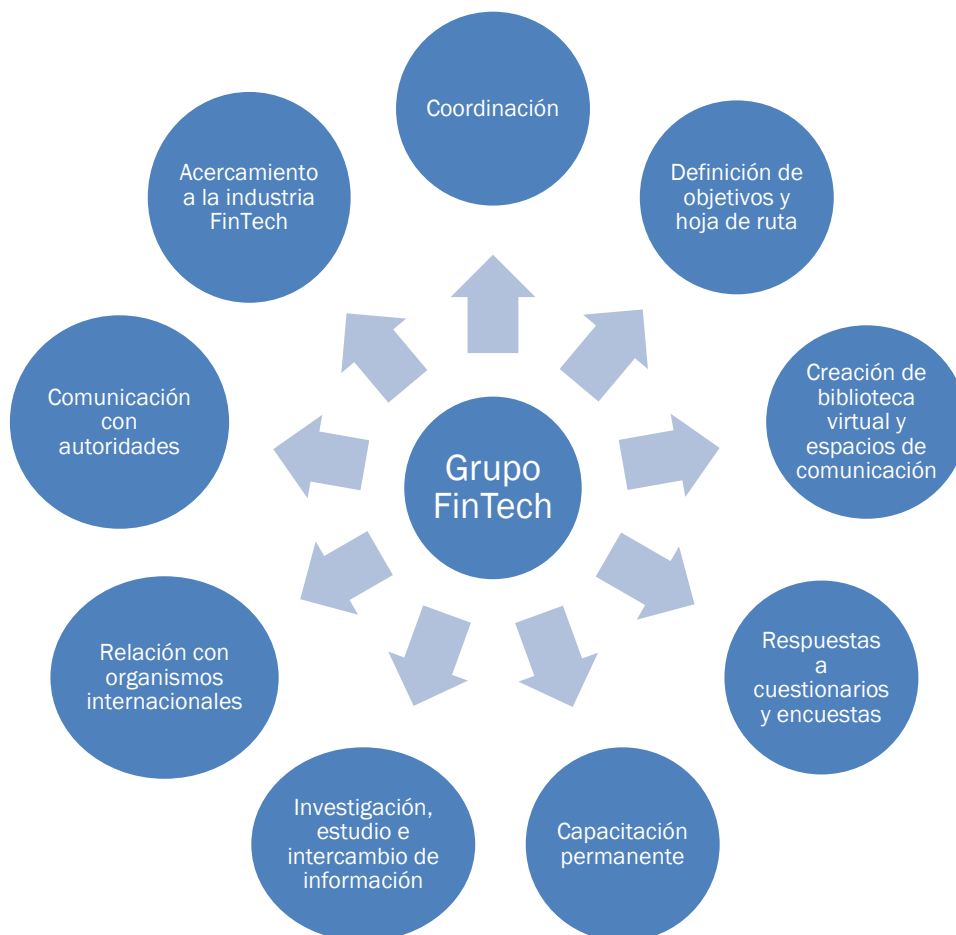 Coordinación
Definición de
objetivos y
hoja de ruta
Creación de
biblioteca
virtual y
espacios de
comunicación
Respuestas
a
cuestionarios
y encuestas
Capacitación
permanente
Investigación,
estudio e
intercambio de
información
Relación con
organismos
internacionales
Comunicación
con
autoridades
Acercamiento
a la industria
FinTech
Grupo
FinTech